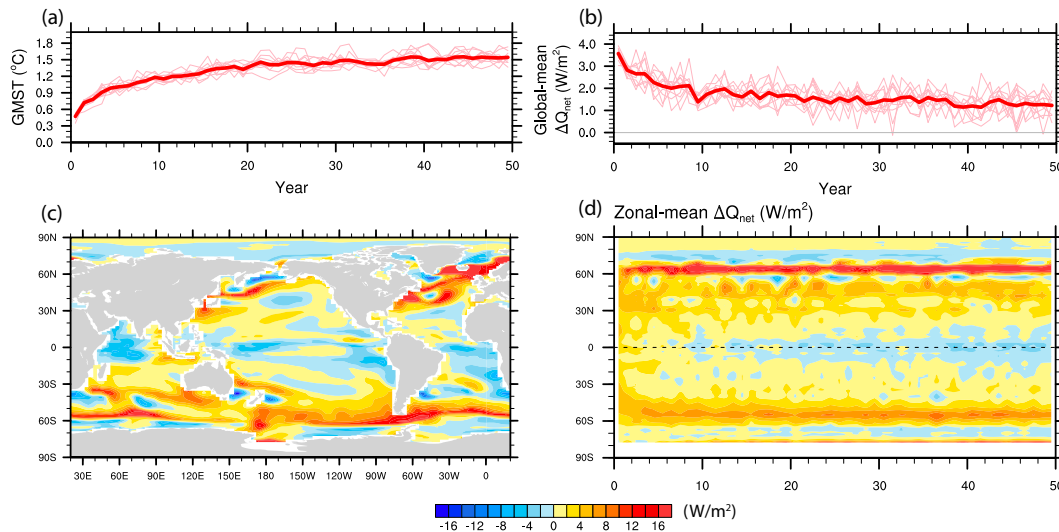 (a)
GMST (°C)
1.8
1.5
1.2
0.9
0.6
0.3
0.0
0 10 20 30 40 50
Year
(b)
Global-mean
ΔQnet (W/m²)
4.0
3.0
2.0
1.0
0.0
0 10 20 30 40 50
Year
(c)
90N
60N
30N
0
30S
60S
90S
30E 60E 90E 120E 150E 180 150W 120W 90W 60W 30W 0
(d) Zonal-mean ΔQnet (W/m²)
90N
60N
30N
0
30S
60S
90S
0 10 20 30 40 50
-16 -12 -8 -4 0 4 8 12 16 (W/m²)